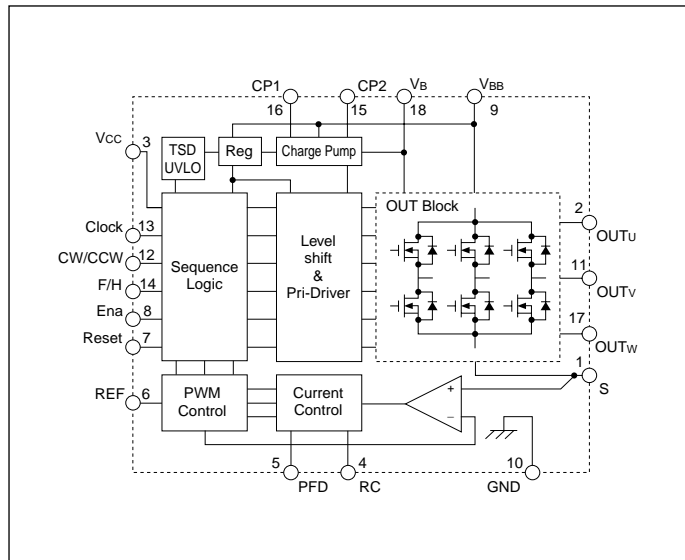 CP1
CP2
VB
VBB
16
15
18
9
VCC
3
TSD
UVLO
Reg
Charge Pump
OUT Block
2
OUTU
Clock
13
CW/CCW
12
F/H
14
Ena
8
Reset
7
Sequence
Logic
Level
shift
&
Pri-Driver
11
OUTV
17
OUTW
1
S
REF
6
PWM
Control
Current
Control
+
−
5
PFD
4
RC
10
GND